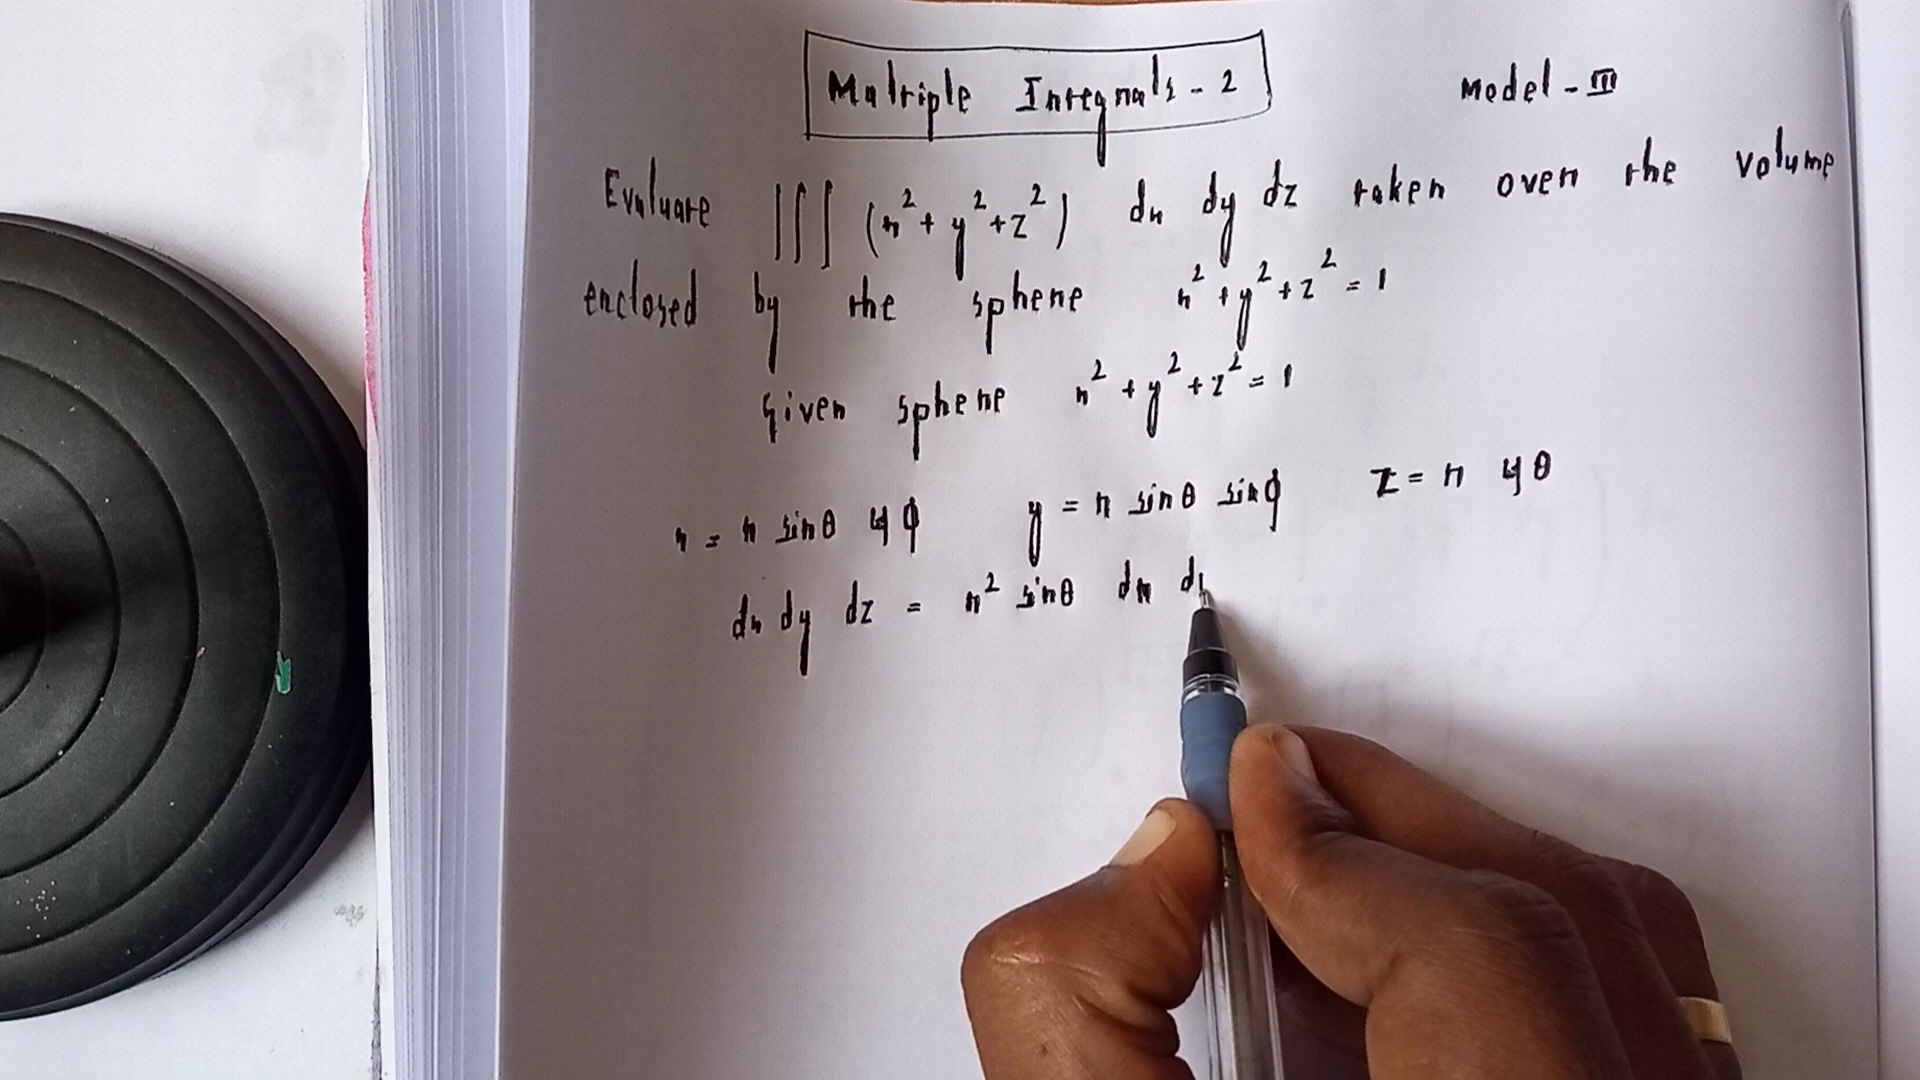 Multiple Integrals - 2
Model - III
Evaluate ∫∫∫ (x² + y² + z²) dx dy dz taken over the volume
enclosed by the sphere x² + y² + z² = 1
Given sphere x² + y² + z² = 1
x = r sinθ cosφ y = r sinθ sinφ z = r cosθ
dx dy dz = r² sinθ dr d